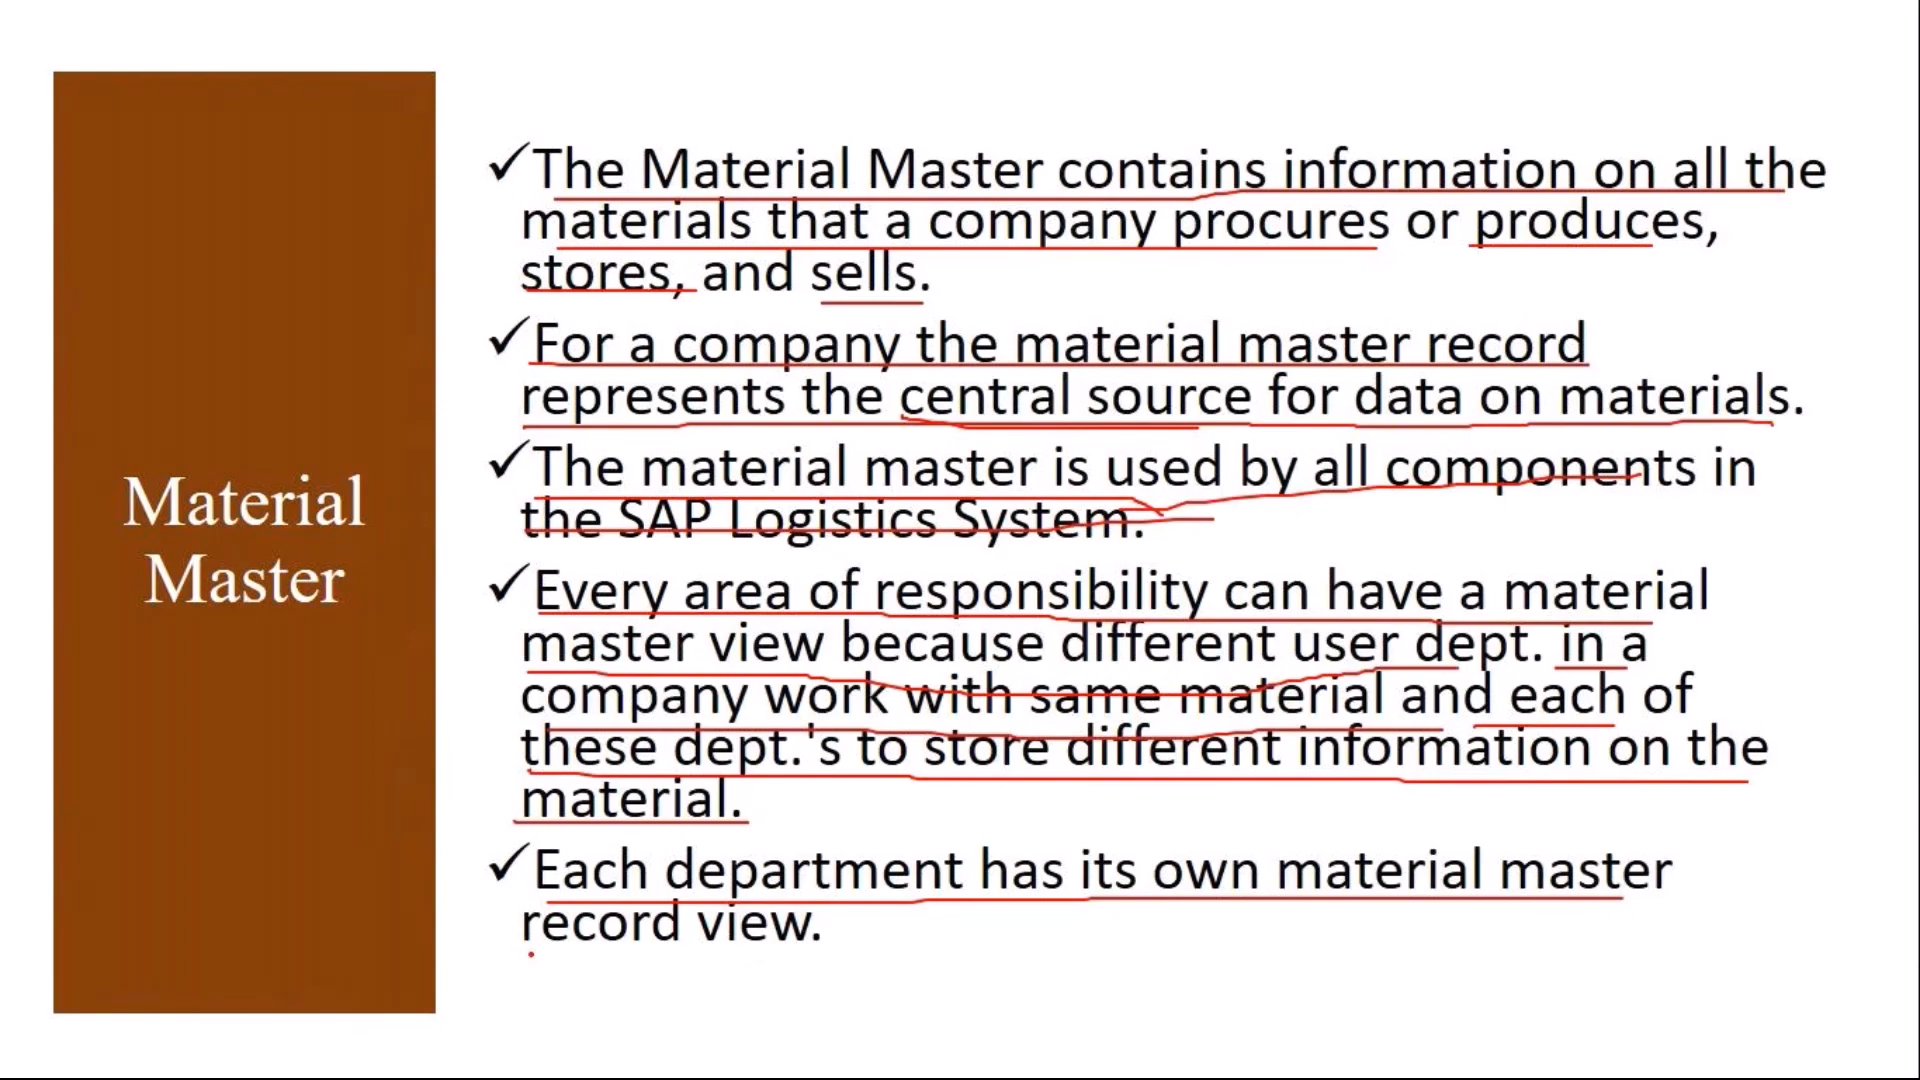 Material
Master
✓The Material Master contains information on all the
materials that a company procures or produces,
stores, and sells.
✓For a company the material master record
represents the central source for data on materials.
✓The material master is used by all components in
the SAP Logistics System.
✓Every area of responsibility can have a material
master view because different user dept. in a
company work with same material and each of
these dept.'s to store different information on the
material.
✓Each department has its own material master
record view.